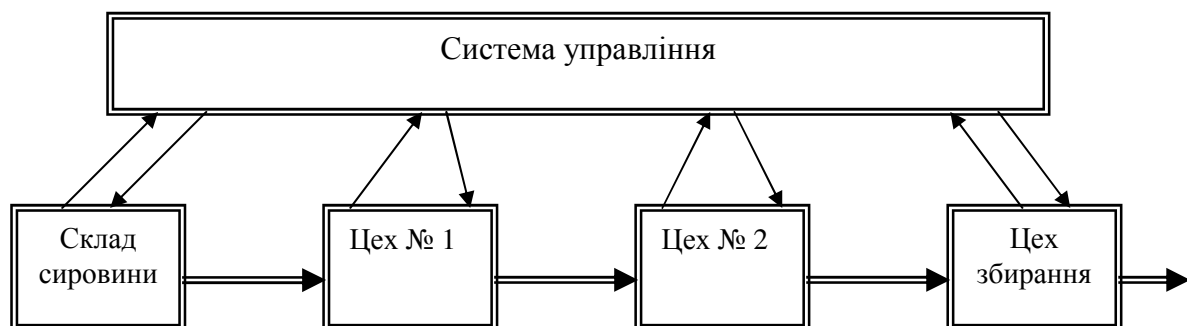 Система управління
Склад
сировини
Цех № 1
Цех № 2
Цех
збирання